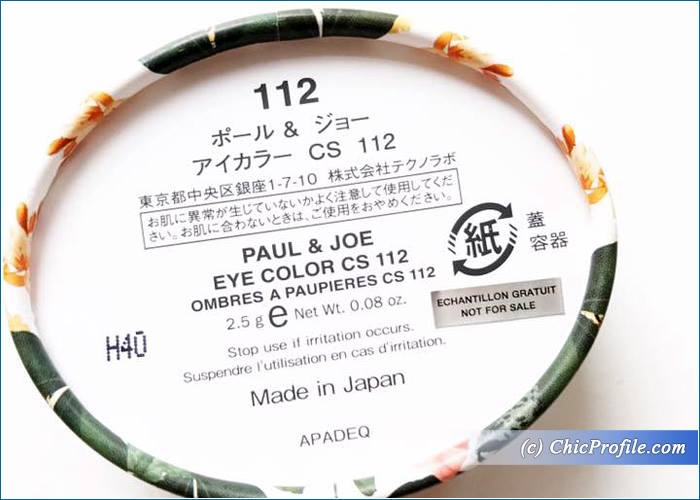 112
ポール & ジョー
アイカラー CS 112
東京都中央区銀座1-7-10 株式会社テクノラボ
お肌に異常が生じていないかよく注意して使用してくだ
さい。お肌に合わないときは、ご使用をおやめください。
PAUL & JOE
EYE COLOR CS 112
OMBRES A PAUPIERES CS 112
2.5 g e Net Wt. 0.08 oz.
紙
蓋
容器
ECHANTILLON GRATUIT
NOT FOR SALE
H40
Stop use if irritation occurs.
Suspendre l'utilisation en cas d'irritation.
Made in Japan
APADEQ
(c) ChicProfile.com